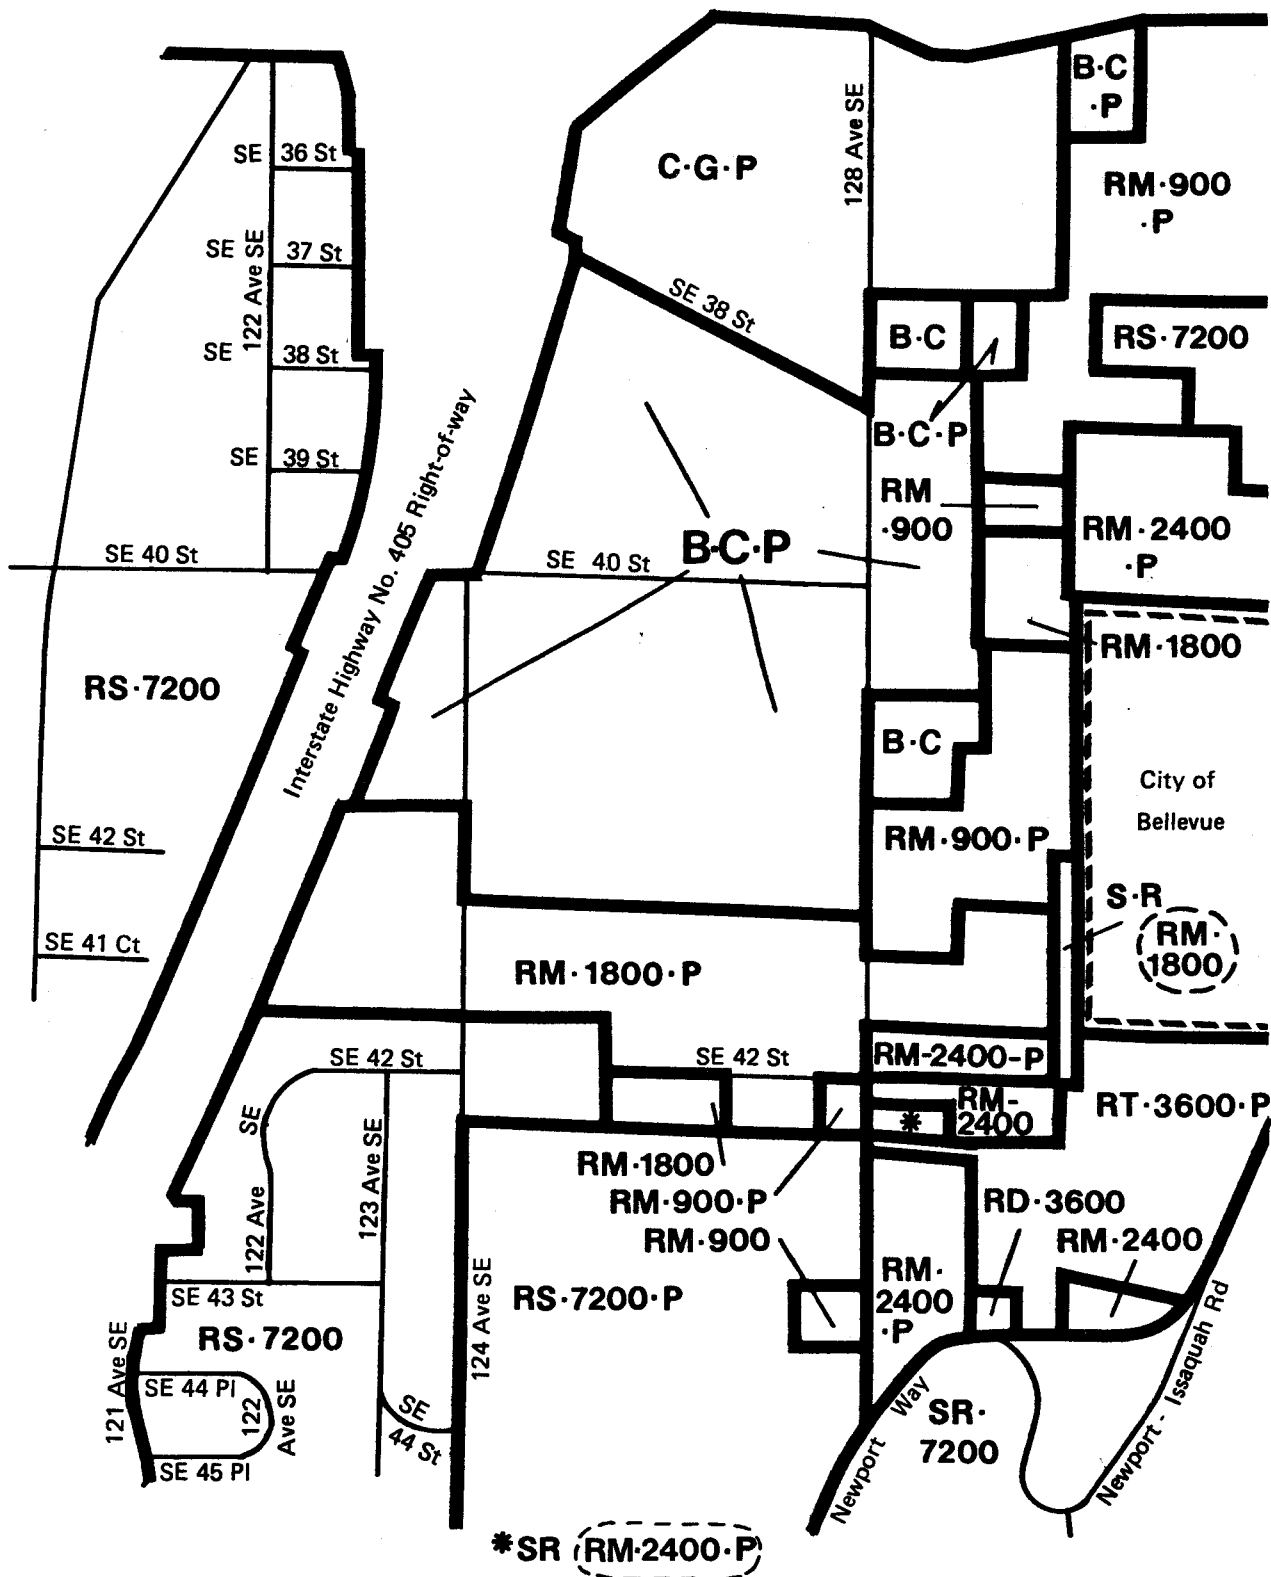 B·C
·P
128 Ave SE
C·G·P
SE 36 St
RM·900
·P
122 Ave SE
SE 37 St
SE 38 St
SE 38 St
B·C
RS·7200
B·C·P
SE 39 St
Interstate Highway No. 405 Right-of-way
RM
·900
RM·2400
·P
B·C·P
SE 40 St
SE 40 St
RM·1800
RS·7200
B·C
City of
Bellevue
SE 42 St
RM·900·P
S·R
RM·
1800
SE 41 Ct
RM·1800·P
SE 42 St
SE 42 St
RM-2400-P
RM-
2400
RT·3600·P
*
122 Ave SE
123 Ave SE
RM·1800
RM·900·P
RM·900
RD·3600
RM·2400
SE 43 St
RS·7200
124 Ave SE
RS·7200·P
RM·
2400
·P
121 Ave SE
SE 44 Pl
122
Ave SE
SE
44 St
SE 45 Pl
Newport Way
SR·
7200
Newport - Issaquah Rd
*SR RM·2400·P